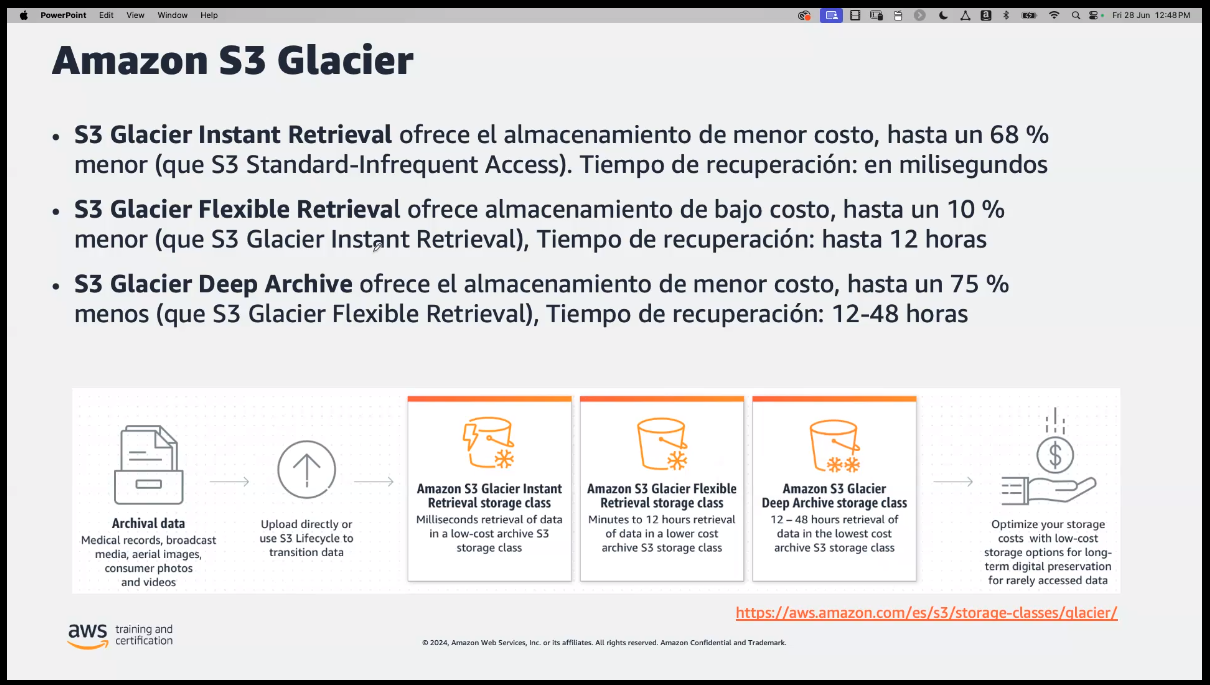 PowerPoint Edit View Window Help Fri 28 Jun 12:48 PM
Amazon S3 Glacier
• S3 Glacier Instant Retrieval ofrece el almacenamiento de menor costo, hasta un 68 %
menor (que S3 Standard-Infrequent Access). Tiempo de recuperación: en milisegundos
• S3 Glacier Flexible Retrieval ofrece almacenamiento de bajo costo, hasta un 10 %
menor (que S3 Glacier Instant Retrieval), Tiempo de recuperación: hasta 12 horas
• S3 Glacier Deep Archive ofrece el almacenamiento de menor costo, hasta un 75 %
menos (que S3 Glacier Flexible Retrieval), Tiempo de recuperación: 12-48 horas
Archival data
Medical records, broadcast
media, aerial images,
consumer photos
and videos
Upload directly or
use S3 Lifecycle to
transition data
Amazon S3 Glacier Instant
Retrieval storage class
Milliseconds retrieval of data
in a low-cost archive S3
storage class
Amazon S3 Glacier Flexible
Retrieval storage class
Minutes to 12 hours retrieval
of data in a lower cost
archive S3 storage class
Amazon S3 Glacier
Deep Archive storage class
12 – 48 hours retrieval of
data in the lowest cost
archive S3 storage class
$
Optimize your storage
costs with low-cost
storage options for long-
term digital preservation
for rarely accessed data
https://aws.amazon.com/es/s3/storage-classes/glacier/
aws training and
certification
© 2024, Amazon Web Services, Inc. or its affiliates. All rights reserved. Amazon Confidential and Trademark.